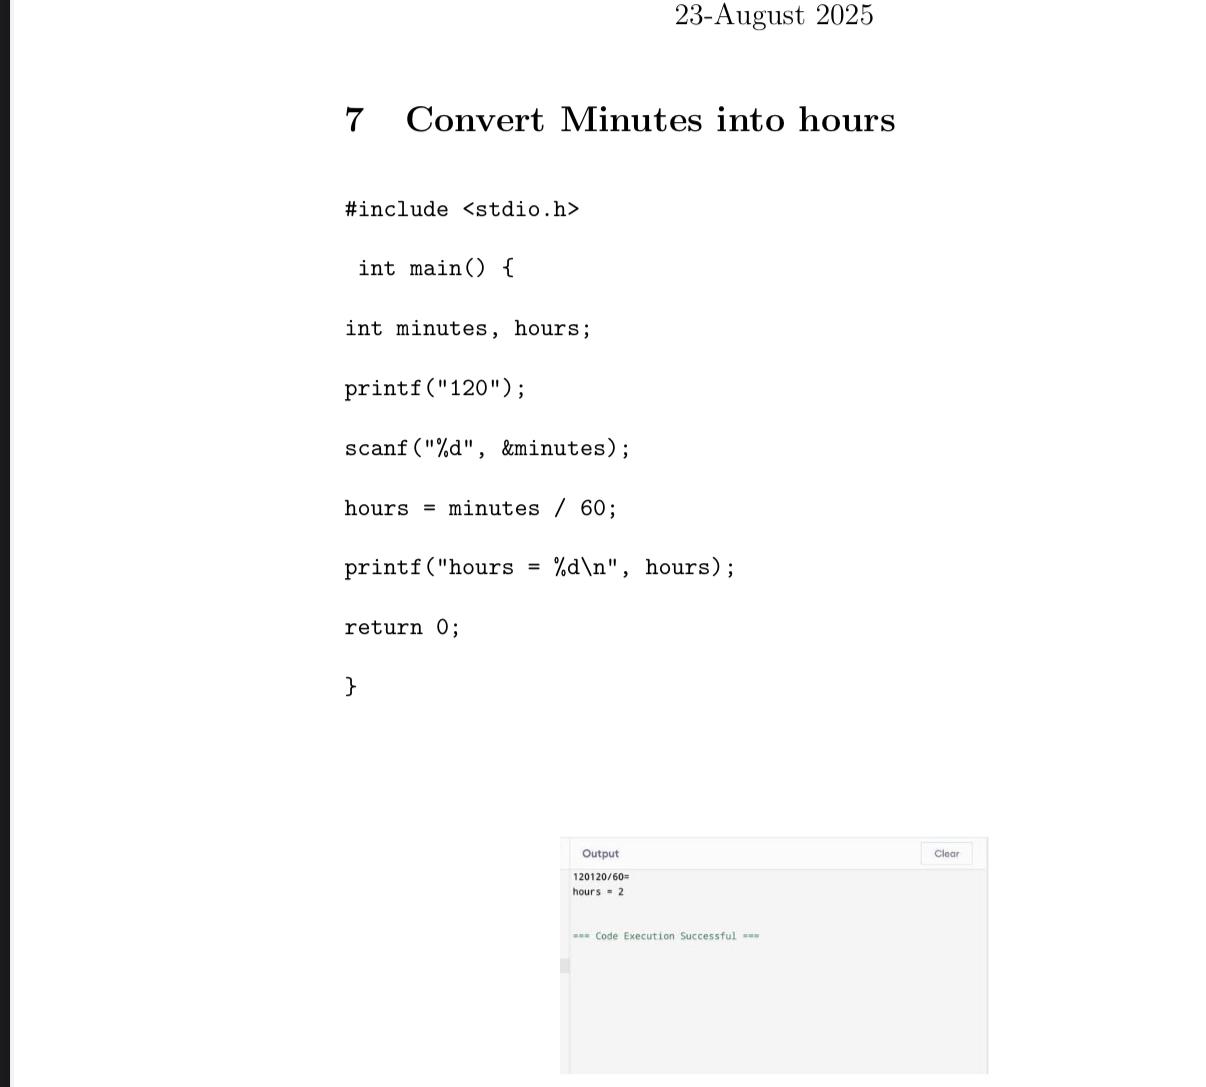 23-August 2025
7 Convert Minutes into hours
#include <stdio.h>
int main() {
int minutes, hours;
printf("120");
scanf("%d", &minutes);
hours = minutes / 60;
printf("hours = %d\n", hours);
return 0;
}
Output
Clear
120120/60=
hours = 2
=== Code Execution Successful ===